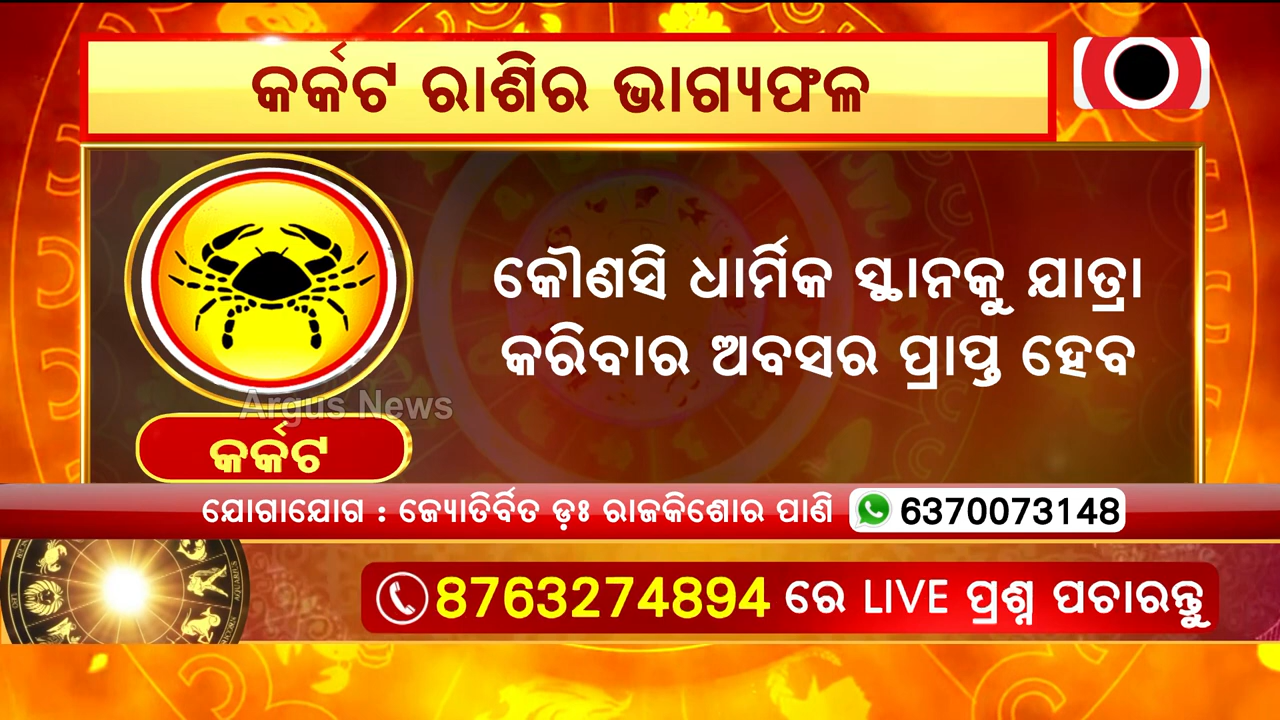 କର୍କଟ ରାଶିର ଭାଗ୍ୟଫଳ
କୌଣସି ଧାର୍ମିକ ସ୍ଥାନକୁ ଯାତ୍ରା
କରିବାର ଅବସର ପ୍ରାପ୍ତ ହେବ
Argus News
କର୍କଟ
ଯୋଗାଯୋଗ : ଜ୍ୟୋତିର୍ବିତ ଡ଼ଃ ରାଜକିଶୋର ପାଣି 6370073148
8763274894 ରେ LIVE ପ୍ରଶ୍ନ ପଚାରନ୍ତୁ